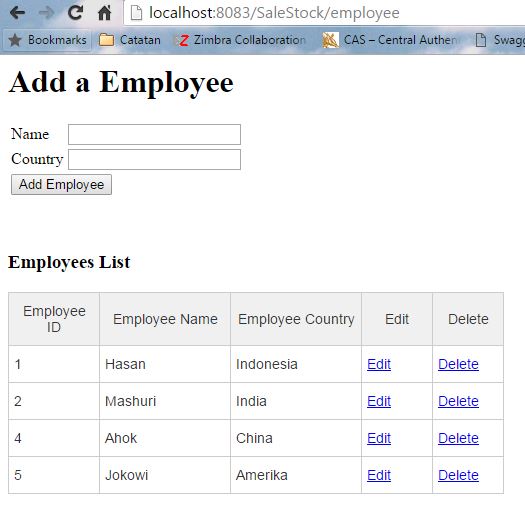 localhost:8083/SaleStock/employee
Bookmarks Catatan Zimbra Collaboration CAS – Central Authen Swagg
Add a Employee
Name
Country
Add Employee
Employees List
Employee ID Employee Name Employee Country Edit Delete
1 Hasan Indonesia Edit Delete
2 Mashuri India Edit Delete
4 Ahok China Edit Delete
5 Jokowi Amerika Edit Delete